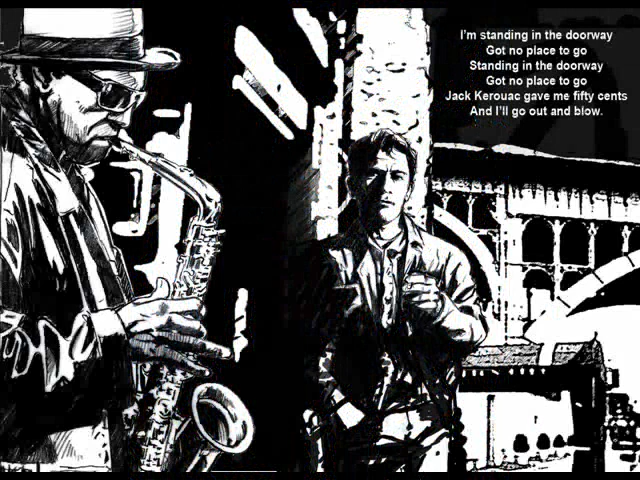 I'm standing in the doorway
Got no place to go
Standing in the doorway
Got no place to go
Jack Kerouac gave me fifty cents
And I'll go out and blow.